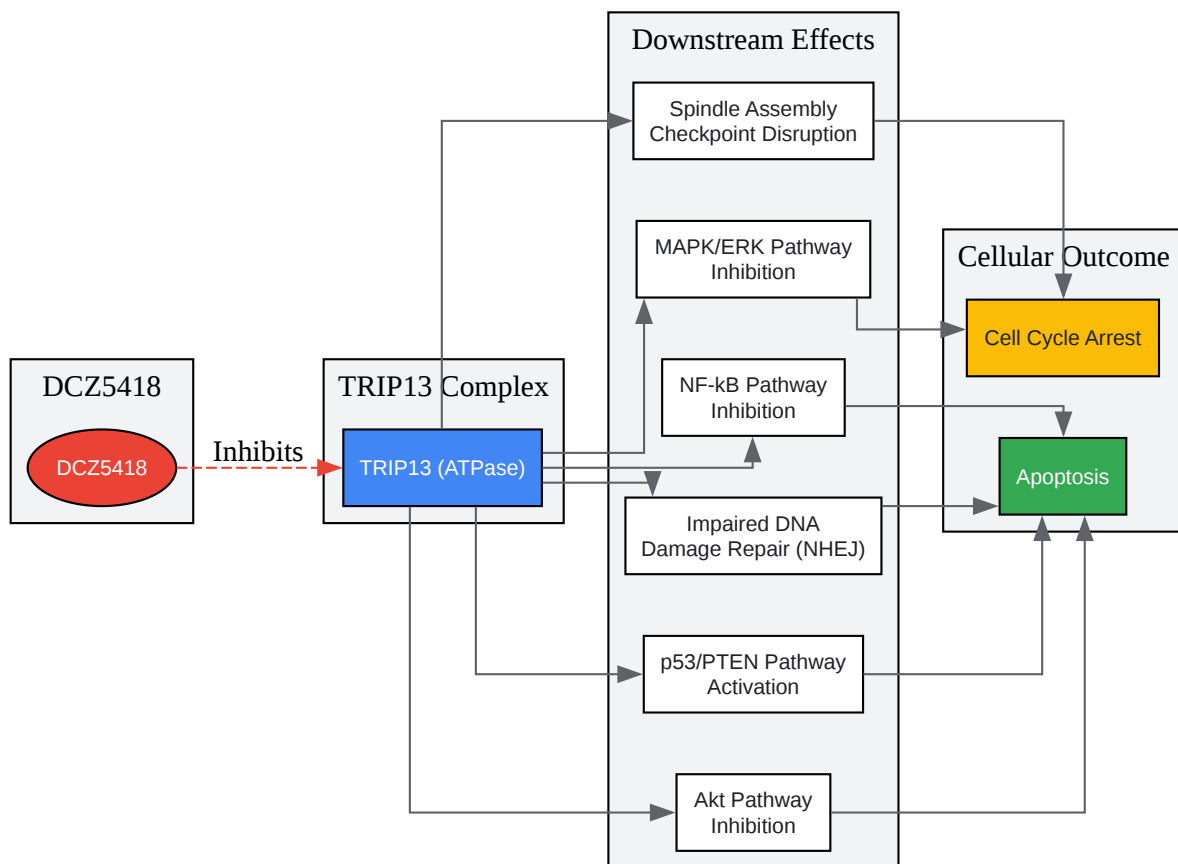 DCZ5418
DCZ5418
Inhibits
TRIP13 Complex
TRIP13 (ATPase)
Downstream Effects
Spindle Assembly
Checkpoint Disruption
MAPK/ERK Pathway
Inhibition
NF-kB Pathway
Inhibition
Impaired DNA
Damage Repair (NHEJ)
p53/PTEN Pathway
Activation
Akt Pathway
Inhibition
Cellular Outcome
Cell Cycle Arrest
Apoptosis